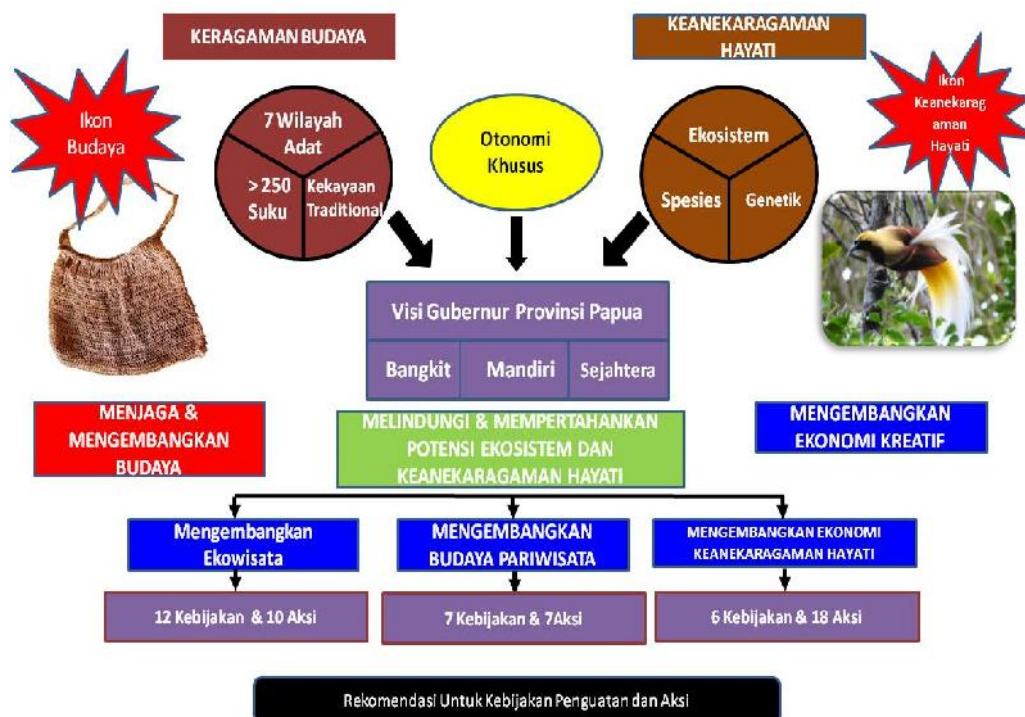 KERAGAMAN BUDAYA
KEANEKARAGAMAN
HAYATI
Ikon
Budaya
7 Wilayah
Adat
>250
Suku
Kekayaan
Traditional
Otonomi
Khusus
Ekosistem
Spesies
Genetik
Ikon
Keanekarag
aman
Hayati
Visi Gubernur Provinsi Papua
Bangkit
Mandiri
Sejahtera
MENJAGA &
MENGEMBANGKAN
BUDAYA
MELINDUNGI & MEMPERTAHANKAN
POTENSI EKOSISTEM DAN
KEANEKARAGAMAN HAYATI
MENGEMBANGKAN
EKONOMI KREATIF
Mengembangkan
Ekowisata
MENGEMBANGKAN
BUDAYA PARIWISATA
MENGEMBANGKAN EKONOMI
KEANEKARAGAMAN HAYATI
12 Kebijakan & 10 Aksi
7 Kebijakan & 7Aksi
6 Kebijakan & 18 Aksi
Rekomendasi Untuk Kebijakan Penguatan dan Aksi